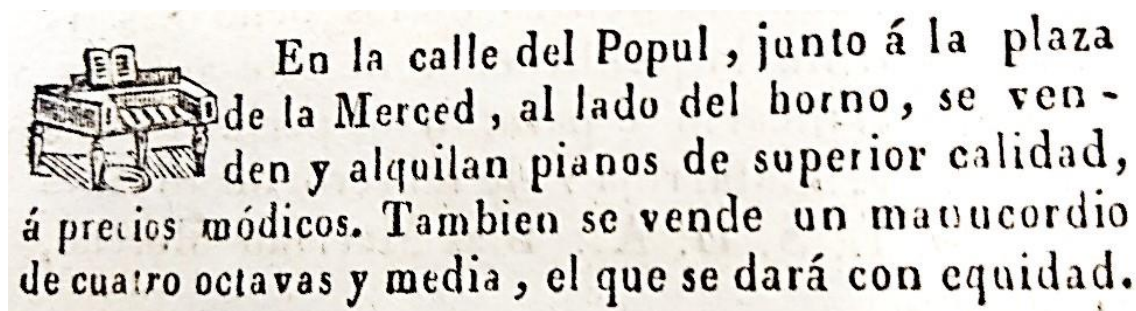 En la calle del Popul, junto á la plaza
de la Merced, al lado del horno, se ven-
den y alquilan pianos de superior calidad,
á precios módicos. Tambien se vende un manucordio
de cuatro octavas y media, el que se dará con equidad.